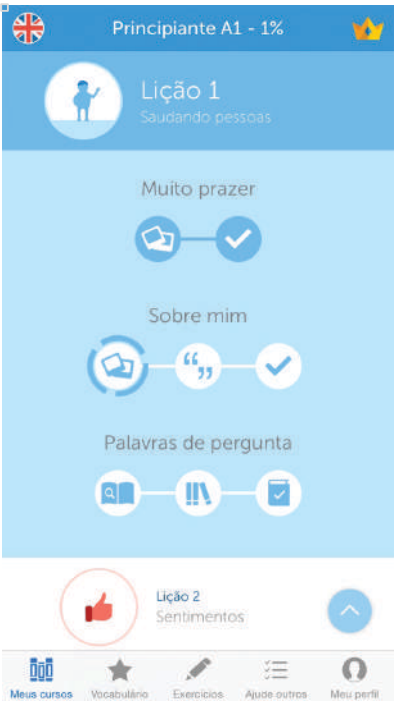 Principiante A1 - 1%
Lição 1
Saudando pessoas
Muito prazer
Sobre mim
Palavras de pergunta
Lição 2
Sentimentos
Meus cursos Vocabulário Exercícios Ajude outros Meu perfil